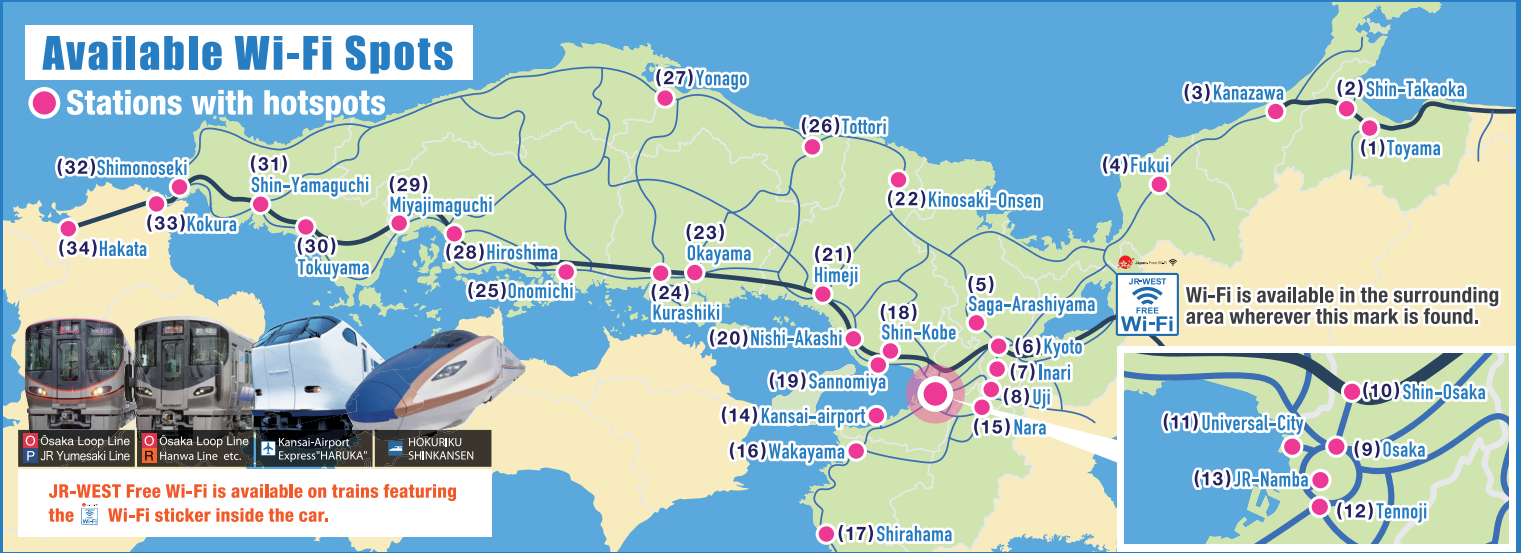 Available Wi-Fi Spots
Stations with hotspots
(27)Yonago
(3)Kanazawa
(2)Shin-Takaoka
(1)Toyama
(26)Tottori
(4)Fukui
(32)Shimonoseki
(31)
Shin-Yamaguchi
(29)
Miyajimaguchi
(22)Kinosaki-Onsen
(33)Kokura
(34)Hakata
(30)
Tokuyama
(28)Hiroshima
(25)Onomichi
(23)
Okayama
(24)
Kurashiki
(21)
Himeji
(5)
Saga-Arashiyama
(18)
Shin-Kobe
(20)Nishi-Akashi
(6)Kyoto
(7)Inari
(19)Sannomiya
(8)Uji
(14)Kansai-airport
(15)Nara
(16)Wakayama
(17)Shirahama
Japan. Free Wi-Fi
JR-WEST
FREE
Wi-Fi
Wi-Fi is available in the surrounding
area wherever this mark is found.
(10)Shin-Osaka
(11)Universal-City
(9)Osaka
(13)JR-Namba
(12)Tennoji
O Ōsaka Loop Line
P JR Yumesaki Line
O Ōsaka Loop Line
R Hanwa Line etc.
Kansai-Airport
Express"HARUKA"
HOKURIKU
SHINKANSEN
JR-WEST Free Wi-Fi is available on trains featuring
the Wi-Fi Wi-Fi sticker inside the car.